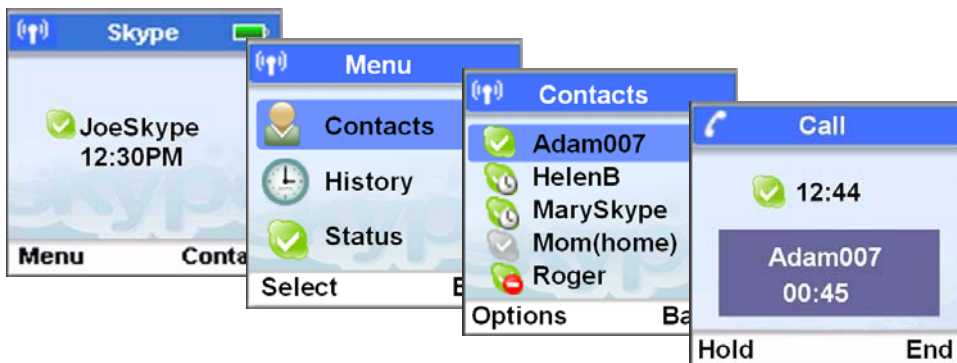 Skype
JoeSkype
12:30PM
Menu
Menu
Contacts
History
Status
Select
Contacts
Adam007
HelenB
MarySkype
Mom(home)
Roger
Options
Call
12:44
Adam007
00:45
Hold End